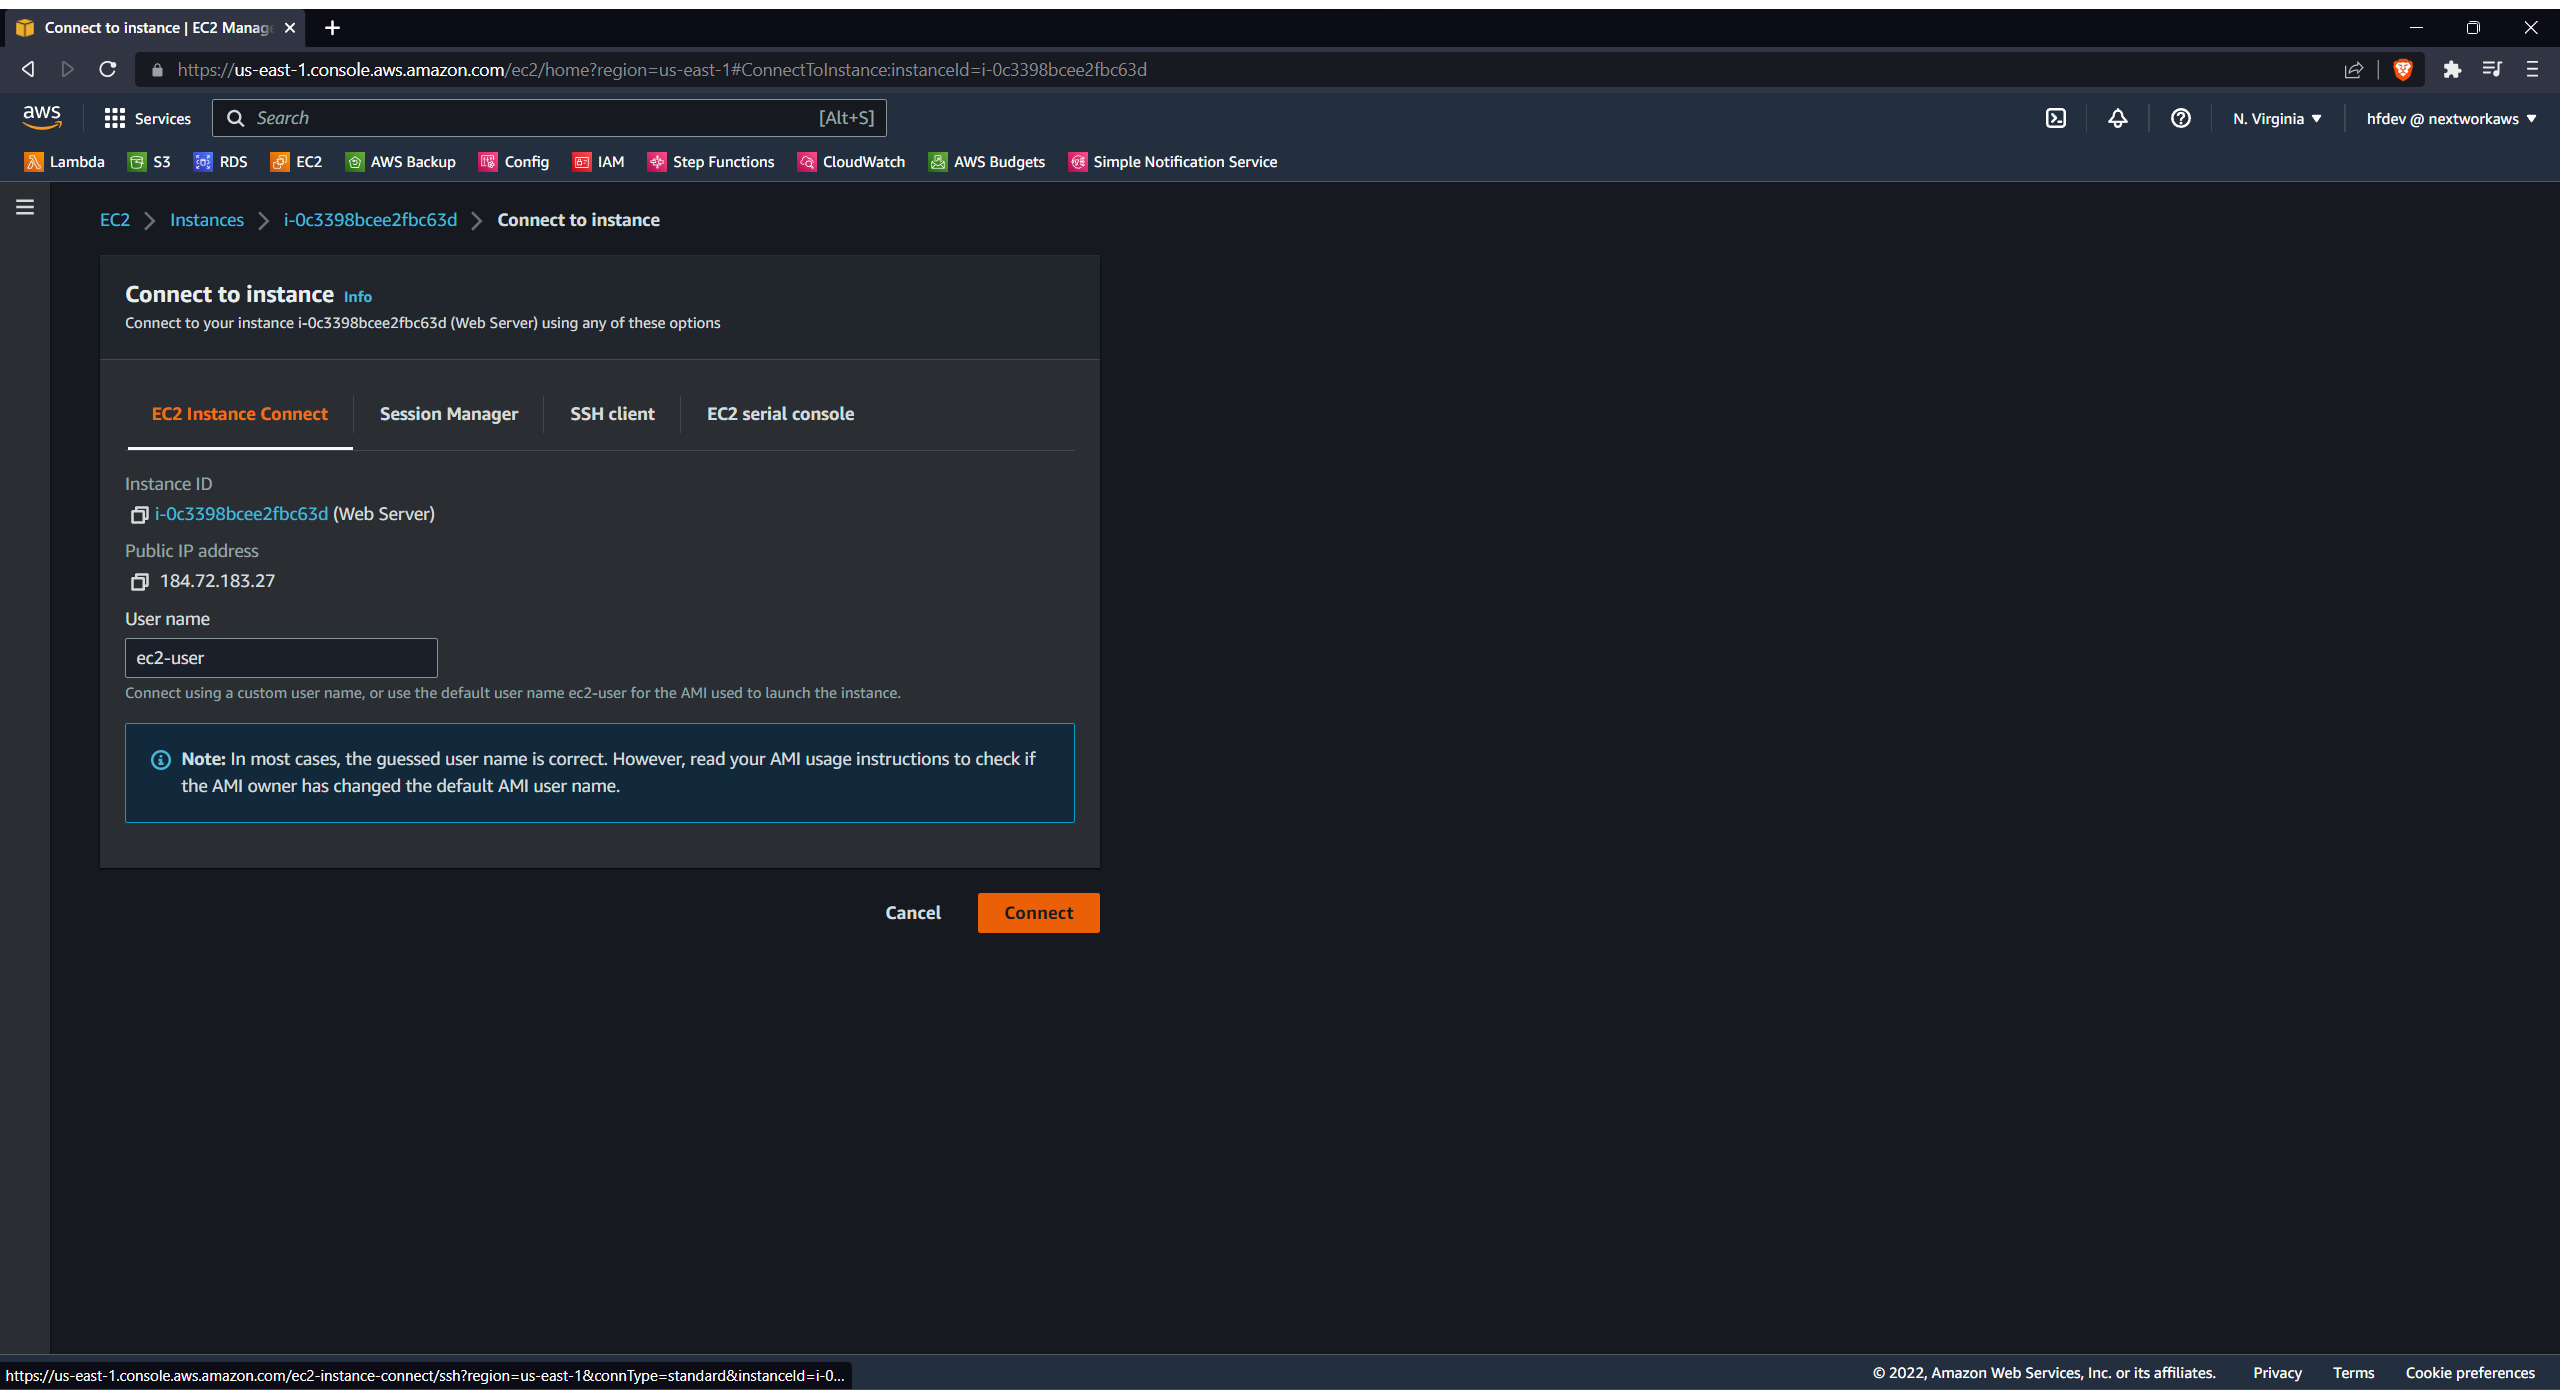 Connect to instance | EC2 Manage
https://us-east-1.console.aws.amazon.com/ec2/home?region=us-east-1#ConnectToInstance:instanceId=i-0c3398bcee2fbc63d
aws Services Search [Alt+S] N. Virginia hfdev @ nextworkaws
Lambda S3 RDS EC2 AWS Backup Config IAM Step Functions CloudWatch AWS Budgets Simple Notification Service
EC2 Instances i-0c3398bcee2fbc63d Connect to instance
Connect to instance Info
Connect to your instance i-0c3398bcee2fbc63d (Web Server) using any of these options
EC2 Instance Connect Session Manager SSH client EC2 serial console
Instance ID
i-0c3398bcee2fbc63d (Web Server)
Public IP address
184.72.183.27
User name
ec2-user
Connect using a custom user name, or use the default user name ec2-user for the AMI used to launch the instance.
Note: In most cases, the guessed user name is correct. However, read your AMI usage instructions to check if
the AMI owner has changed the default AMI user name.
Cancel Connect
https://us-east-1.console.aws.amazon.com/ec2-instance-connect/ssh?region=us-east-1&connType=standard&instanceId=i-0...
© 2022, Amazon Web Services, Inc. or its affiliates. Privacy Terms Cookie preferences